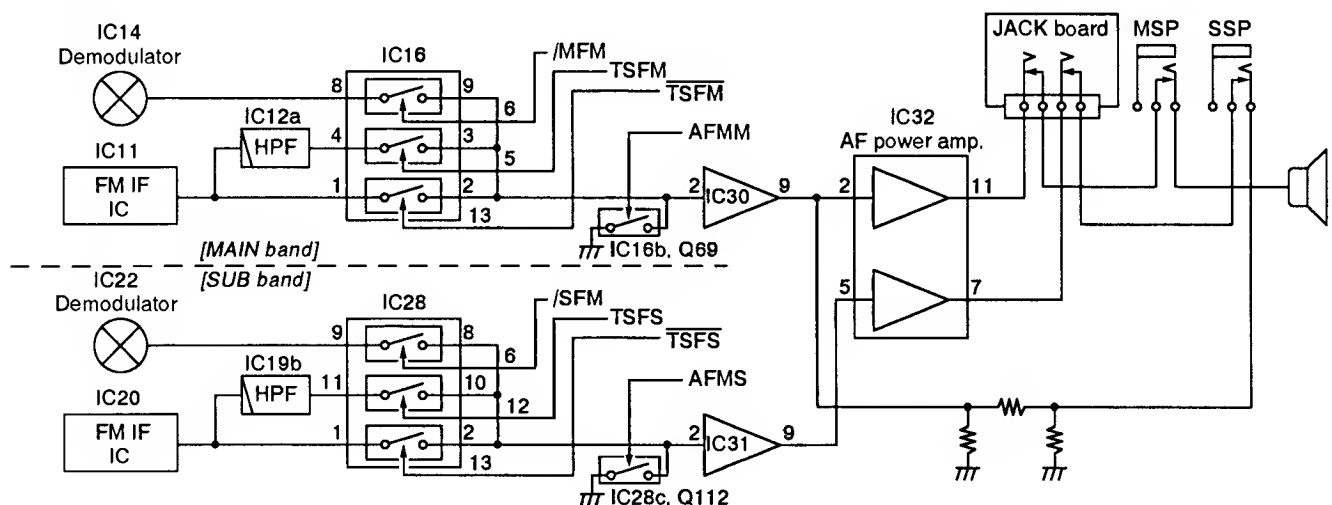 IC14
Demodulator
IC16
/MFM
TSFM
TSFM
8
9
6
IC12a
HPF
4
3
5
IC11
FM IF
IC
1
2
13
AFMM
IC16b, Q69
2
IC30
9
[MAIN band]
[SUB band]
IC22
Demodulator
IC28
/SFM
TSFS
TSFS
9
8
6
IC19b
HPF
11
10
12
IC20
FM IF
IC
1
2
13
AFMS
IC28c, Q112
2
IC31
9
IC32
AF power amp.
2
11
5
7
JACK board
MSP
SSP